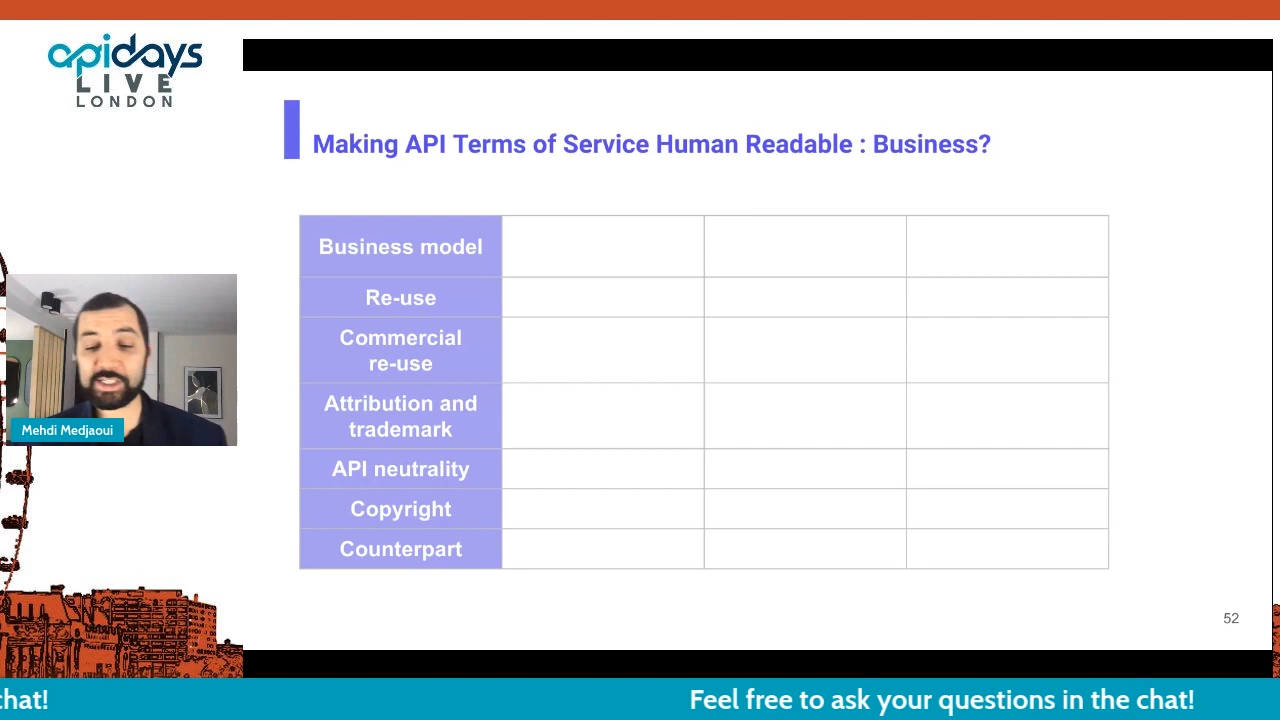 apidays
LIVE
LONDON
Making API Terms of Service Human Readable : Business?
Business model
Re-use
Commercial
re-use
Attribution and
trademark
API neutrality
Copyright
Counterpart
Mehdi Medjaoui
52
chat!
Feel free to ask your questions in the chat!